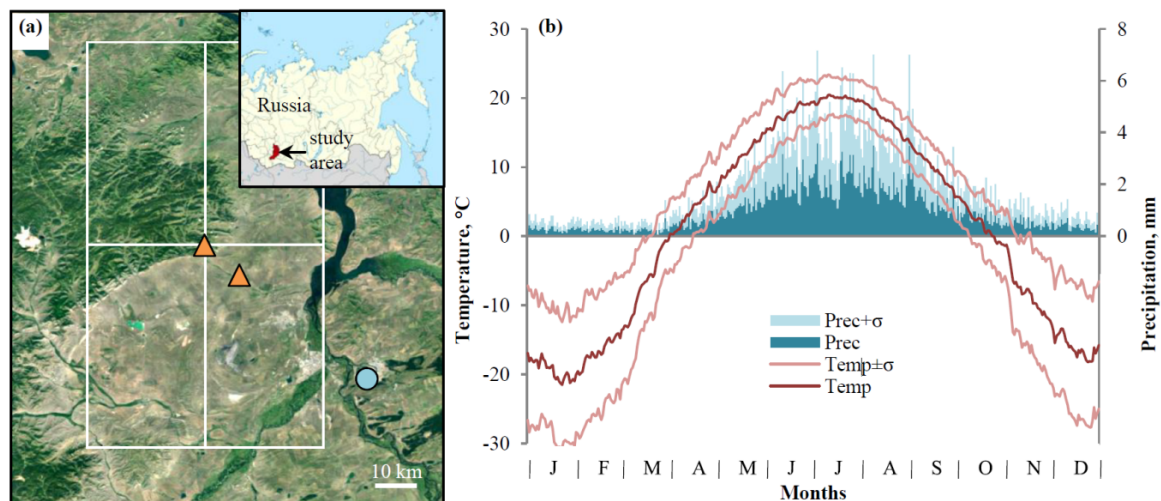 (a)
Russia
study
area
10 km
(b)
Temperature, °C
30
20
10
0
-10
-20
-30
Prec+σ
Prec
Temp±σ
Temp
8
6
4
2
0
Precipitation, mm
J F M A M J J A S O N D
Months